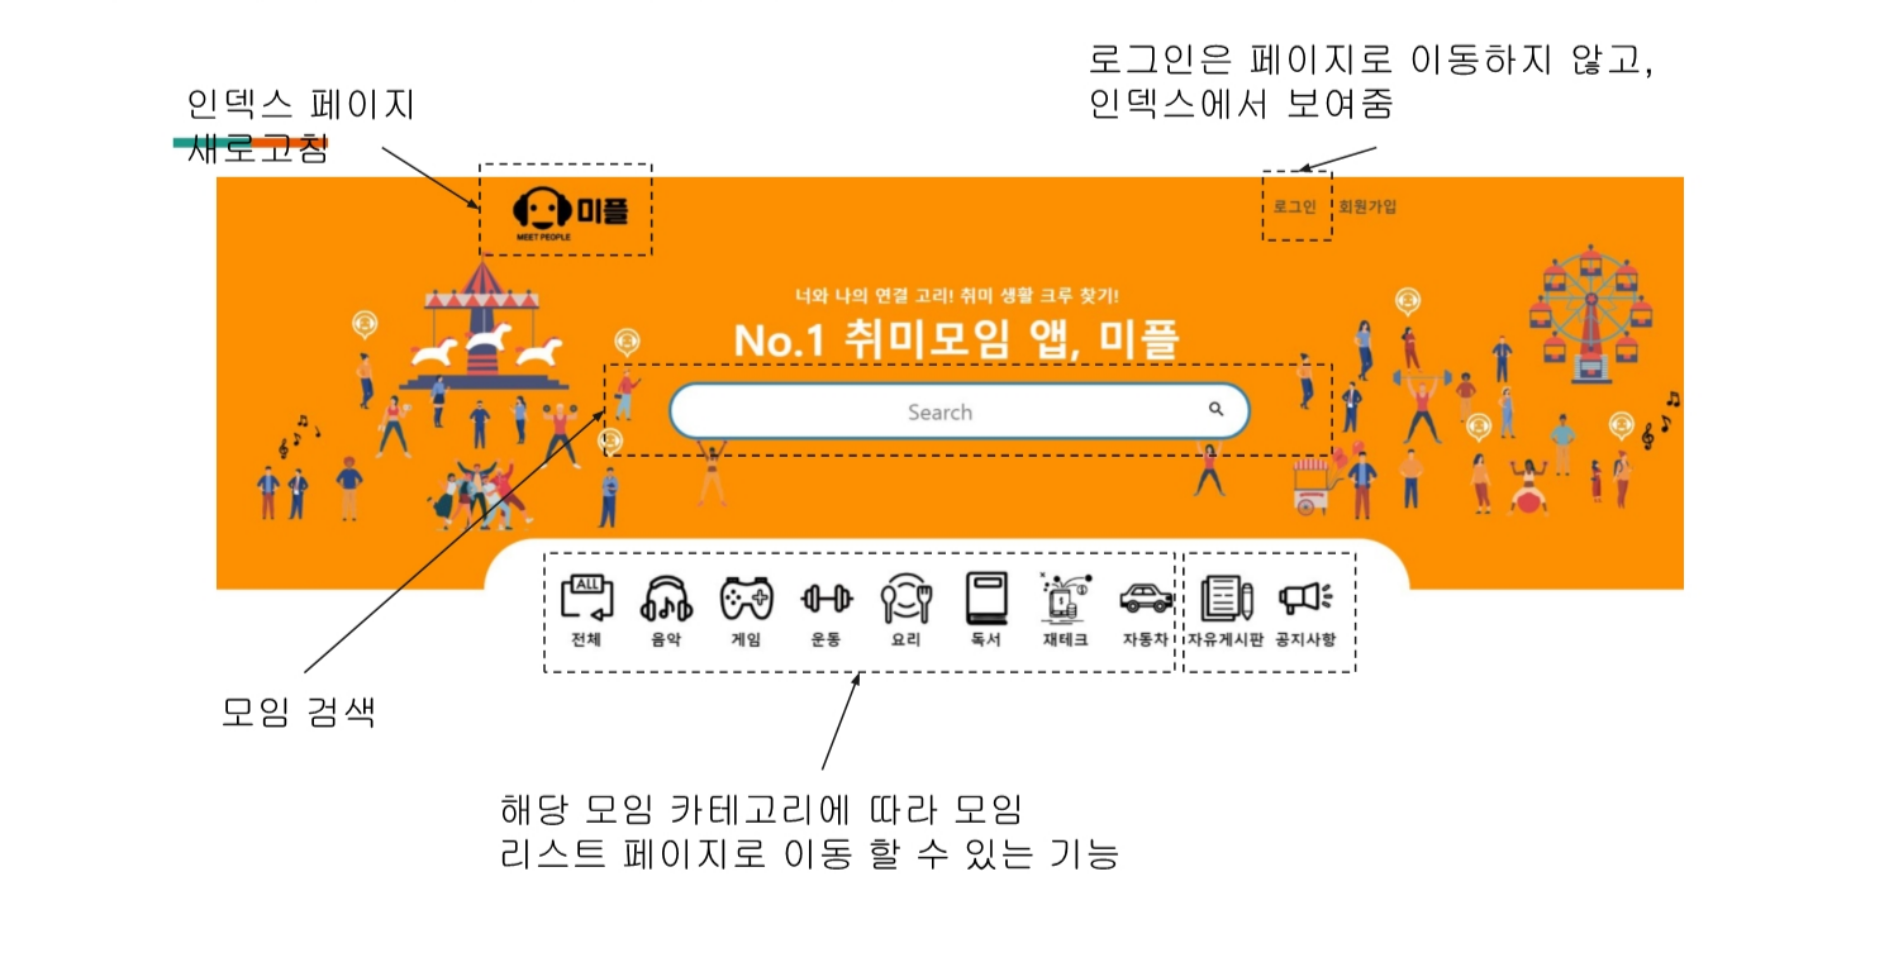 로그인은 페이지로 이동하지 않고,
인덱스에서 보여줌
인덱스 페이지
새로고침
미플
MEET PEOPLE
로그인 회원가입
너와 나의 연결 고리! 취미 생활 크루 찾기!
No.1 취미모임 앱, 미플
Search
ALL
전체 음악 게임 운동 요리 독서 재테크 자동차 자유게시판 공지사항
모임 검색
해당 모임 카테고리에 따라 모임
리스트 페이지로 이동 할 수 있는 기능